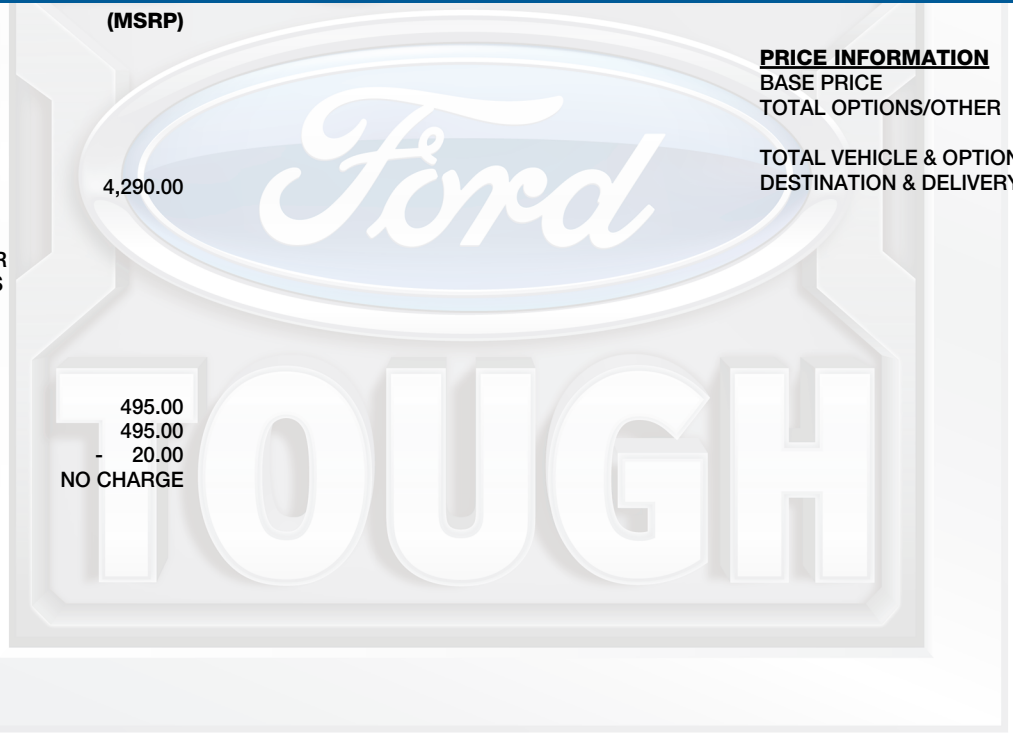 (MSRP)
4,290.00
R
S
495.00
495.00
- 20.00
NO CHARGE
PRICE INFORMATION
BASE PRICE
TOTAL OPTIONS/OTHER
TOTAL VEHICLE & OPTION
DESTINATION & DELIVERY
Ford
TOUGH